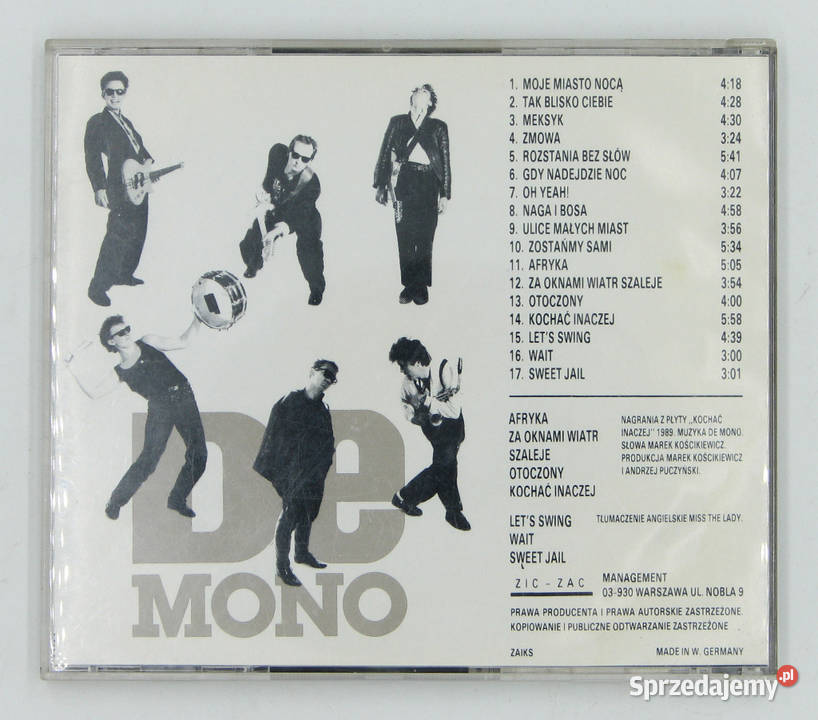 1. MOJE MIASTO NOCĄ 4:18
2. TAK BLISKO CIEBIE 4:28
3. MEKSYK 4:30
4. ZMOWA 3:24
5. ROZSTANIA BEZ SŁÓW 5:41
6. GDY NADEJDZIE NOC 4:07
7. OH YEAH! 3:22
8. NAGA I BOSA 4:58
9. ULICE MAŁYCH MIAST 3:56
10. ZOSTAŃMY SAMI 5:34
11. AFRYKA 5:05
12. ZA OKNAMI WIATR SZALEJE 3:54
13. OTOCZONY 4:00
14. KOCHAĆ INACZEJ 5:58
15. LET'S SWING 4:39
16. WAIT 3:00
17. SWEET JAIL 3:01
AFRYKA
ZA OKNAMI WIATR
SZALEJE
OTOCZONY
KOCHAĆ INACZEJ
NAGRANIA Z PŁYTY „KOCHAĆ
INACZEJ" 1989. MUZYKA DE MONO.
SŁOWA MAREK KOŚCIKIEWICZ.
PRODUKCJA MAREK KOŚCIKIEWICZ
I ANDRZEJ PUCZYŃSKI.
LET'S SWING
WAIT
SWEET JAIL
TŁUMACZENIE ANGIELSKIE MISS THE LADY.
ZIC – ZAC
MANAGEMENT
03-930 WARSZAWA UL. NOBLA 9
PRAWA PRODUCENTA I PRAWA AUTORSKIE ZASTRZEŻONE.
KOPIOWANIE I PUBLICZNE ODTWARZANIE ZASTRZEŻONE
ZAIKS MADE IN W. GERMANY
De
MONO
Sprzedajemy.pl